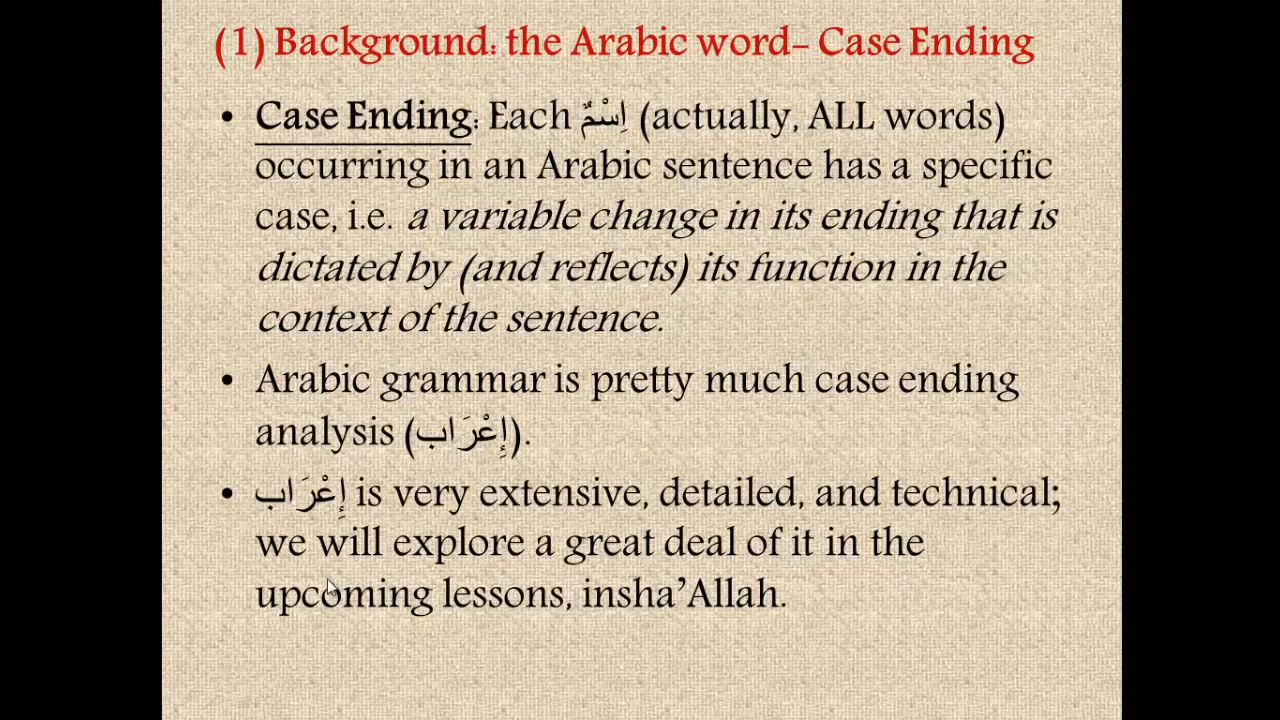 (1) Background: the Arabic word- Case Ending
• Case Ending: Each اِسْمٌ (actually, ALL words)
occurring in an Arabic sentence has a specific
case, i.e. a variable change in its ending that is
dictated by (and reflects) its function in the
context of the sentence.
• Arabic grammar is pretty much case ending
analysis (إِعْرَاب).
• إِعْرَاب is very extensive, detailed, and technical;
we will explore a great deal of it in the
upcoming lessons, insha’Allah.